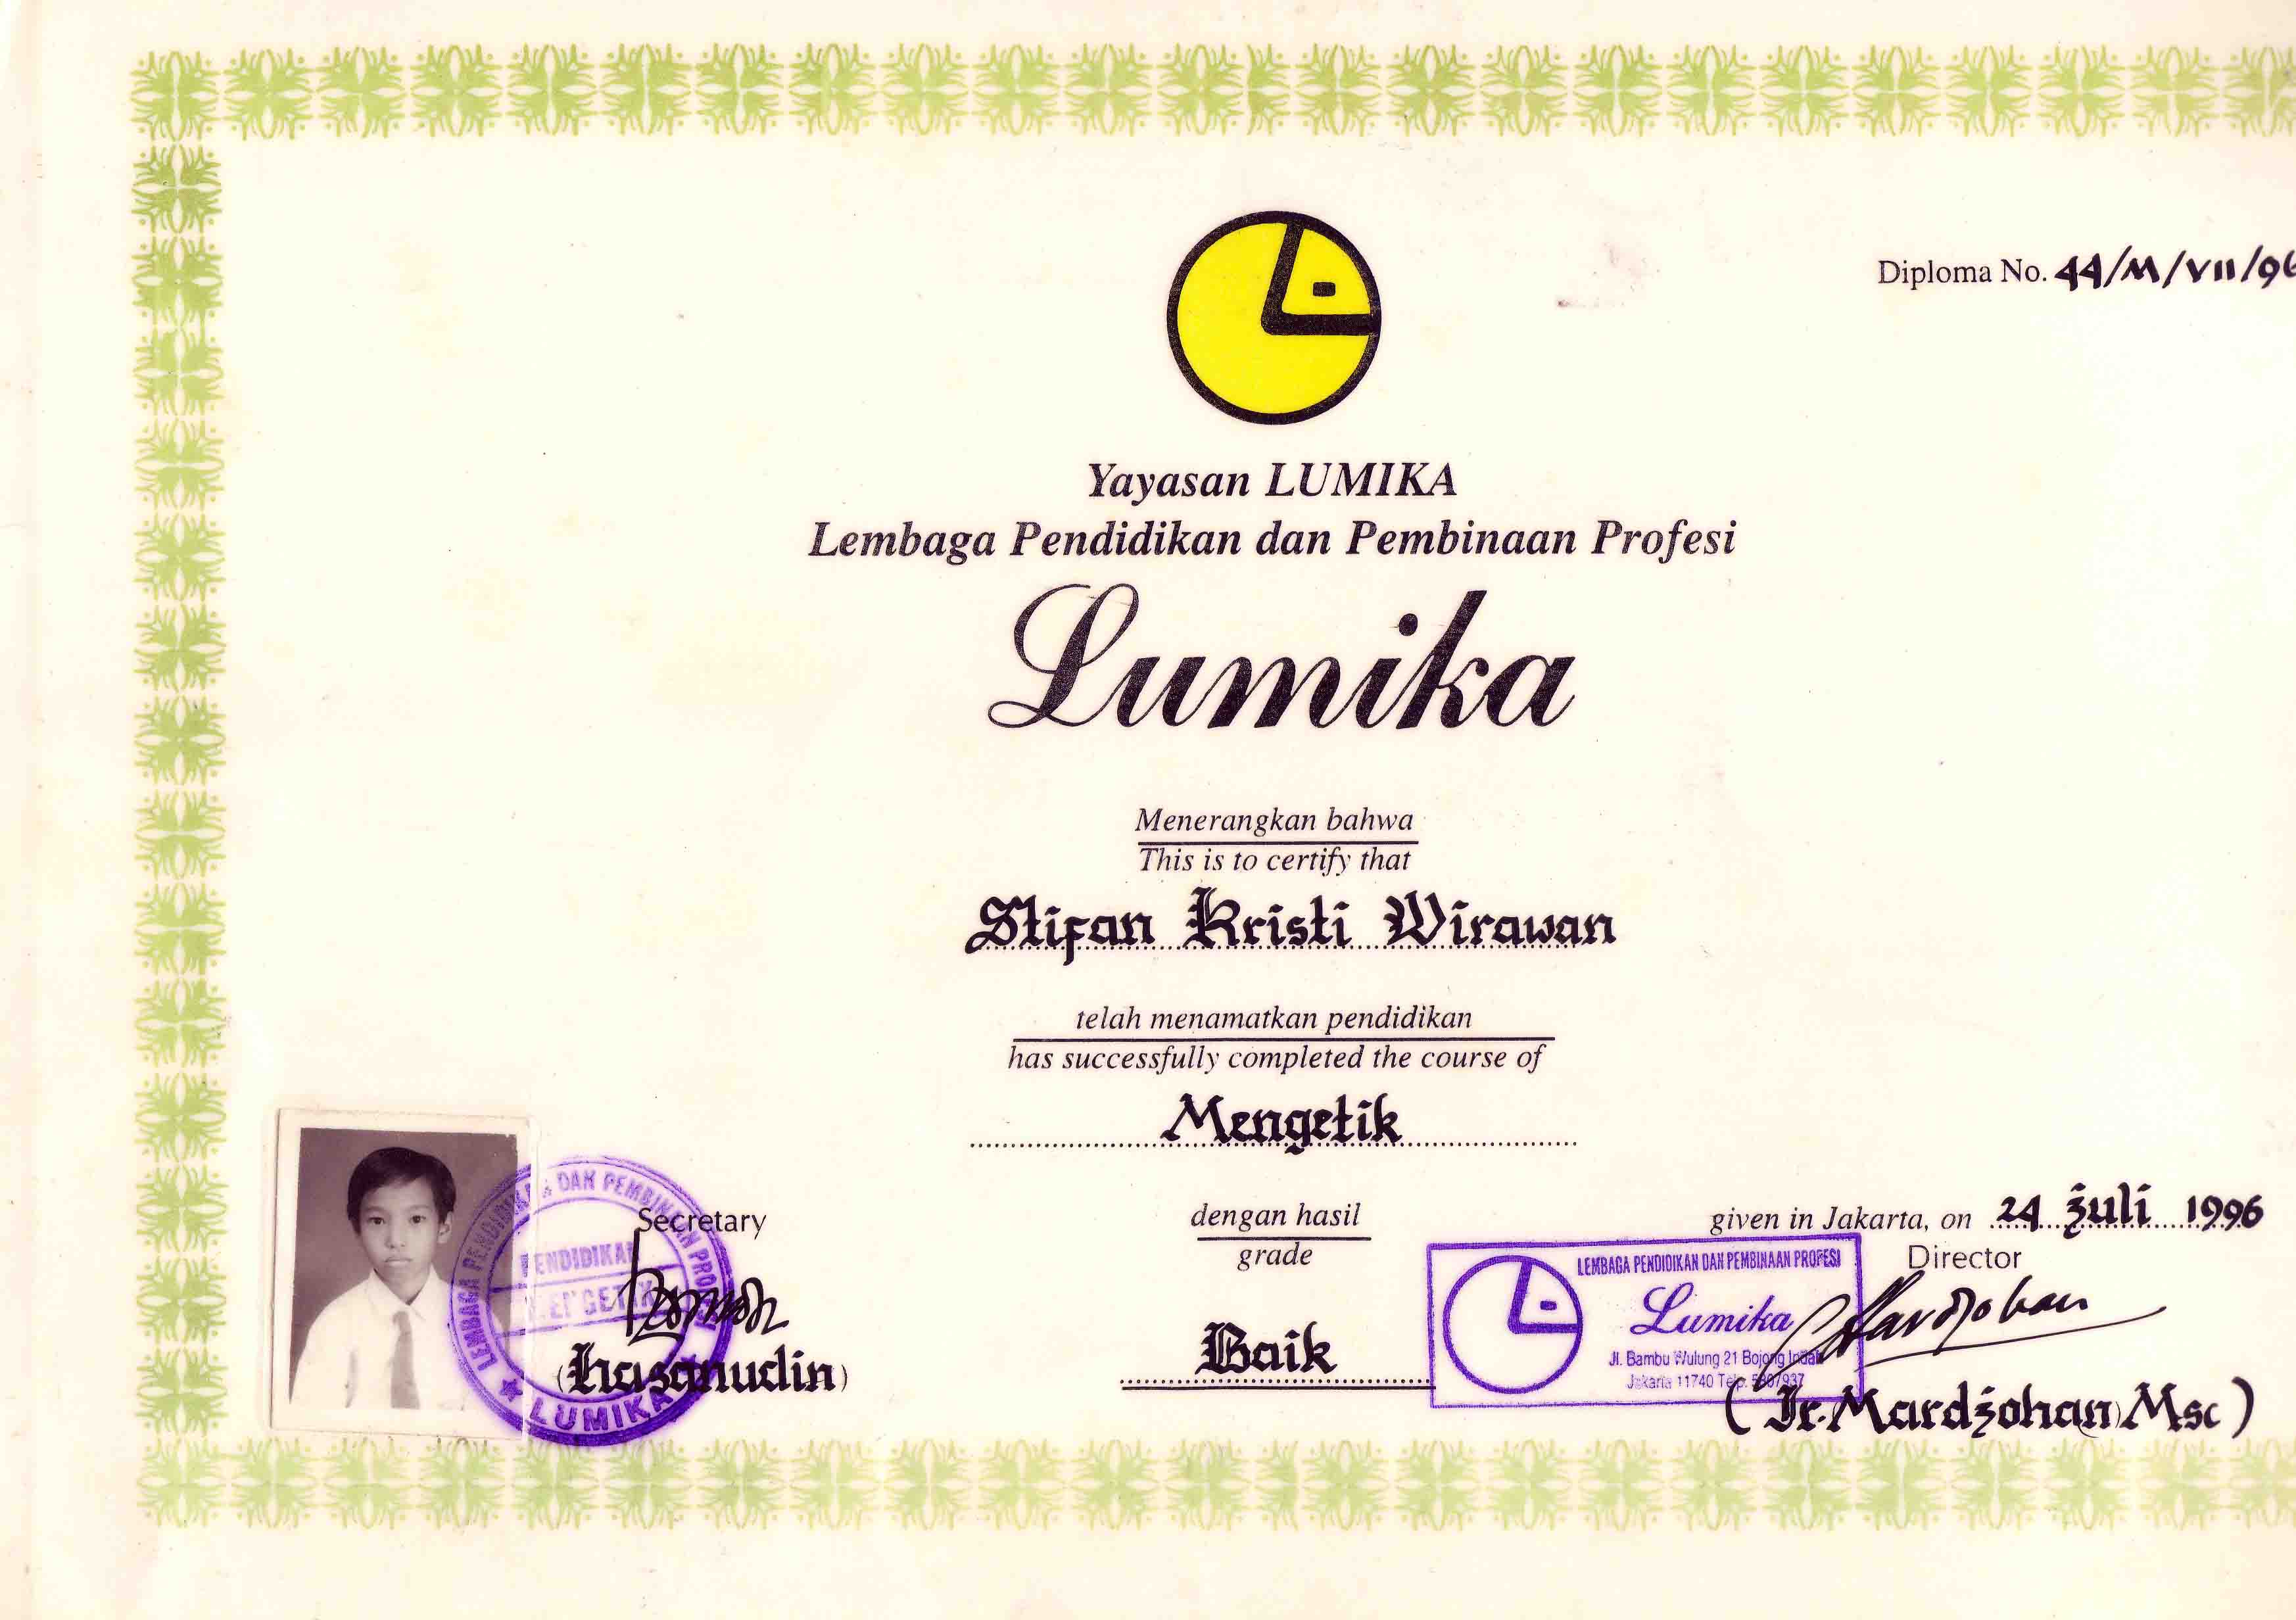 Diploma No. 44/M/VII/96
Yayasan LUMIKA
Lembaga Pendidikan dan Pembinaan Profesi
Lumika
Menerangkan bahwa
This is to certify that
Stifan Kristi Wirawan
telah menamatkan pendidikan
has successfully completed the course of
Mengetik
dengan hasil
grade
Baik
given in Jakarta, on 24 Juli 1996
Director
LEMBAGA PENDIDIKAN DAN PEMBINAAN PROFESI
Lumika
Jl. Bambu Wulung 21 Bojong Indah
Jakarta 11740 Telp. 5807937
Mardjohan
(Ir. Mardjohan, Msc)
Secretary
(Hasanudin)
LEMBAGA PENDIDIKAN DAN PEMBINAAN PROFESI
PENDIDIKAN
MENGETIK
LUMIKA